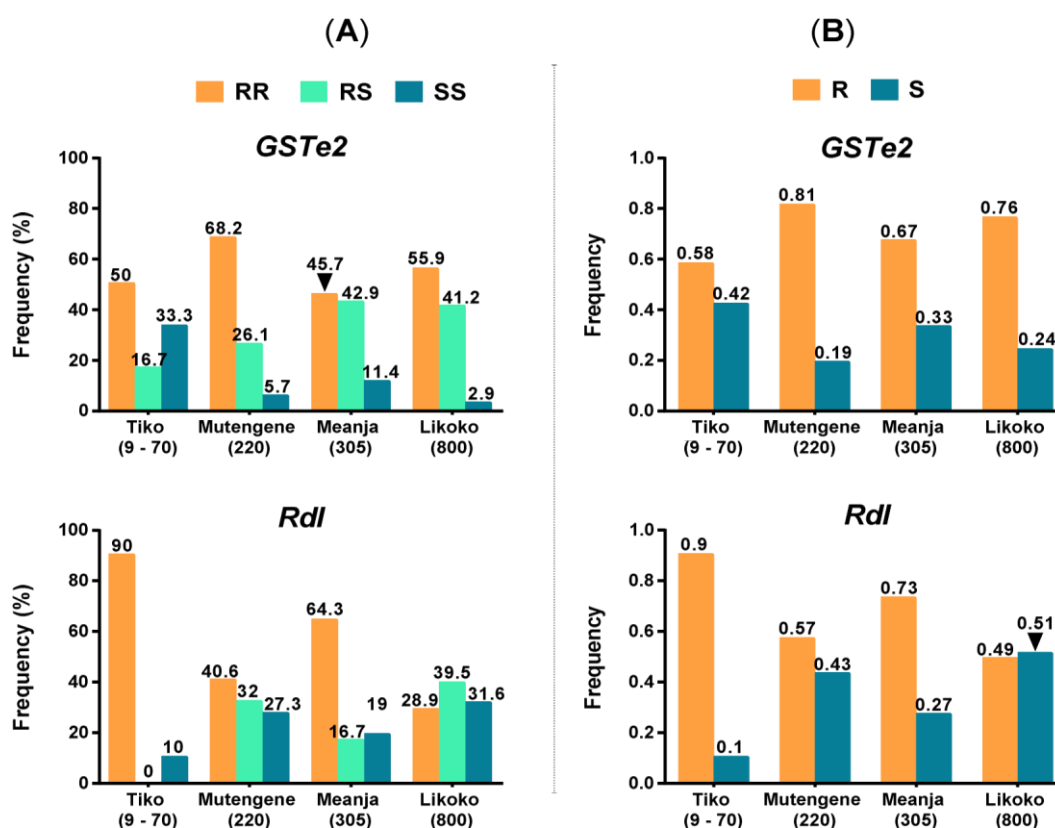 (A)
RR RS SS
GSTe2
Frequency (%)
100
80
60
40
20
0
50 16.7 33.3
68.2 26.1 5.7
45.7 42.9 11.4
55.9 41.2 2.9
Tiko Mutengene Meanja Likoko
(9 - 70) (220) (305) (800)
Rdl
Frequency (%)
100
80
60
40
20
0
90 0 10
40.6 32 27.3
64.3 16.7 19
28.9 39.5 31.6
Tiko Mutengene Meanja Likoko
(9 - 70) (220) (305) (800)
(B)
R S
GSTe2
Frequency
1.0
0.8
0.6
0.4
0.2
0.0
0.58 0.42
0.81 0.19
0.67 0.33
0.76 0.24
Tiko Mutengene Meanja Likoko
(9 - 70) (220) (305) (800)
Rdl
Frequency
1.0
0.8
0.6
0.4
0.2
0.0
0.9 0.1
0.57 0.43
0.73 0.27
0.49 0.51
Tiko Mutengene Meanja Likoko
(9 - 70) (220) (305) (800)